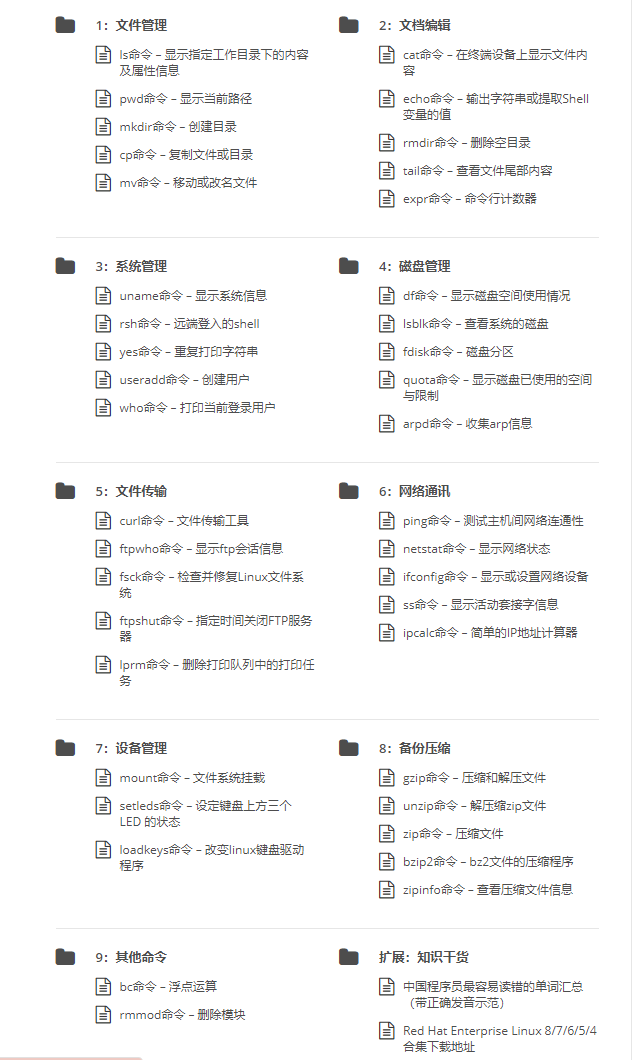 1：文件管理
ls命令 – 显示指定工作目录下的内容
及属性信息
pwd命令 – 显示当前路径
mkdir命令 – 创建目录
cp命令 – 复制文件或目录
mv命令 – 移动或改名文件
2：文档编辑
cat命令 – 在终端设备上显示文件内
容
echo命令 – 输出字符串或提取Shell
变量的值
rmdir命令 – 删除空目录
tail命令 – 查看文件尾部内容
expr命令 – 命令行计数器
3：系统管理
uname命令 – 显示系统信息
rsh命令 – 远端登入的shell
yes命令 – 重复打印字符串
useradd命令 – 创建用户
who命令 – 打印当前登录用户
4：磁盘管理
df命令 – 显示磁盘空间使用情况
lsblk命令 – 查看系统的磁盘
fdisk命令 – 磁盘分区
quota命令 – 显示磁盘已使用的空间
与限制
arpd命令 – 收集arp信息
5：文件传输
curl命令 – 文件传输工具
ftpwho命令 – 显示ftp会话信息
fsck命令 – 检查并修复Linux文件系
统
ftpshut命令 – 指定时间关闭FTP服务
器
lprm命令 – 删除打印队列中的打印任
务
6：网络通讯
ping命令 – 测试主机间网络连通性
netstat命令 – 显示网络状态
ifconfig命令 – 显示或设置网络设备
ss命令 – 显示活动套接字信息
ipcalc命令 – 简单的IP地址计算器
7：设备管理
mount命令 – 文件系统挂载
setleds命令 – 设定键盘上方三个
LED 的状态
loadkeys命令 – 改变linux键盘驱动
程序
8：备份压缩
gzip命令 – 压缩和解压文件
unzip命令 – 解压缩zip文件
zip命令 – 压缩文件
bzip2命令 – bz2文件的压缩程序
zipinfo命令 – 查看压缩文件信息
9：其他命令
bc命令 – 浮点运算
rmmod命令 – 删除模块
扩展：知识干货
中国程序员最容易读错的单词汇总
（带正确发音示范）
Red Hat Enterprise Linux 8/7/6/5/4
合集下载地址